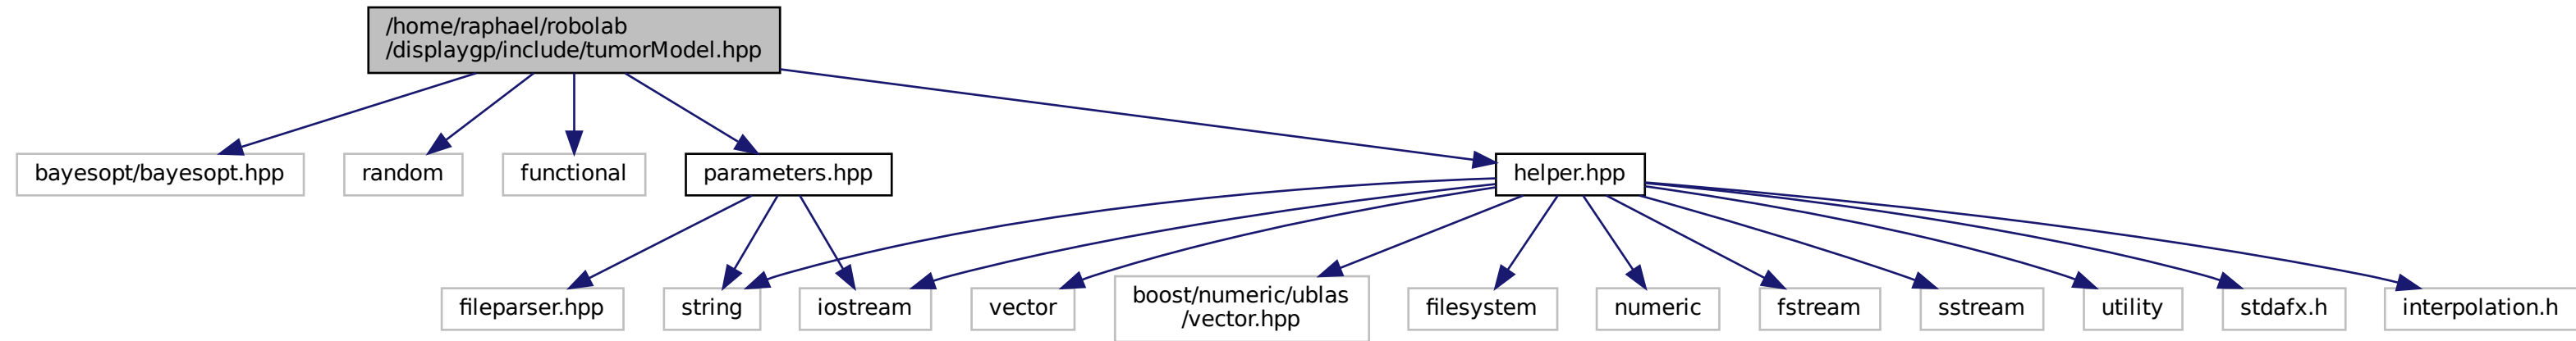 /home/raphael/robolab
/displaygp/include/tumorModel.hpp
bayesopt/bayesopt.hpp
random
functional
parameters.hpp
helper.hpp
fileparser.hpp
string
iostream
vector
boost/numeric/ublas
/vector.hpp
filesystem
numeric
fstream
sstream
utility
stdafx.h
interpolation.h